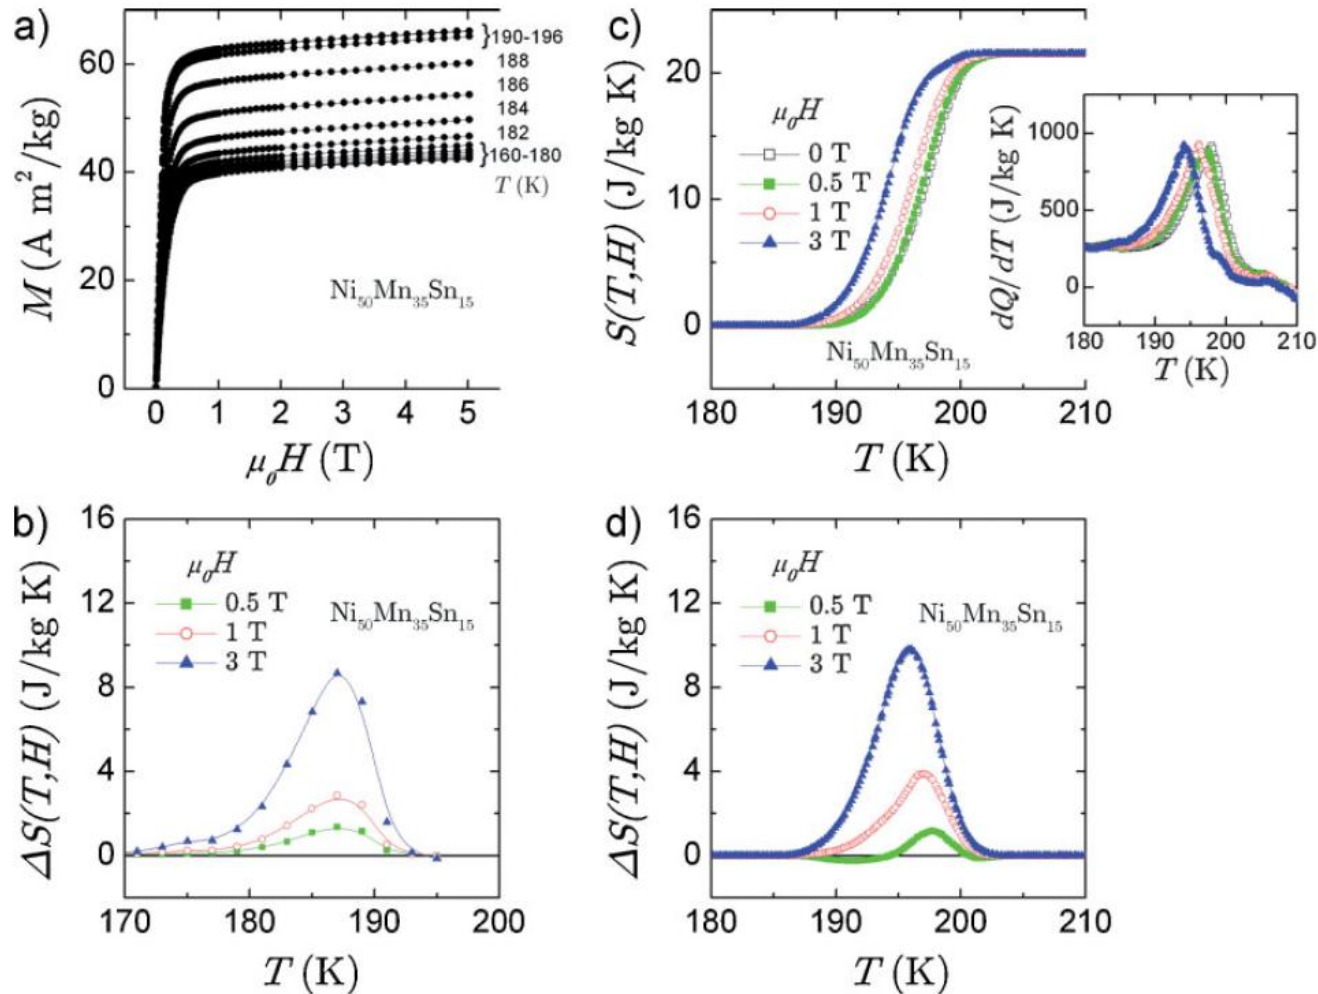 a)
M (A m²/kg)
60
40
20
0
}190-196
188
186
184
182
}160-180
T (K)
Ni₅₀Mn₃₅Sn₁₅
0 1 2 3 4 5
μ₀H (T)
c)
S(T,H) (J/kg K)
20
10
0
μ₀H
0 T
0.5 T
1 T
3 T
Ni₅₀Mn₃₅Sn₁₅
180 190 200 210
T (K)
dQ/dT (J/kg K)
1000
500
0
180 190 200 210
T (K)
b)
ΔS(T,H) (J/kg K)
16
12
8
4
0
μ₀H
0.5 T
1 T
3 T
Ni₅₀Mn₃₅Sn₁₅
170 180 190 200
T (K)
d)
ΔS(T,H) (J/kg K)
16
12
8
4
0
μ₀H
0.5 T
1 T
3 T
Ni₅₀Mn₃₅Sn₁₅
180 190 200 210
T (K)